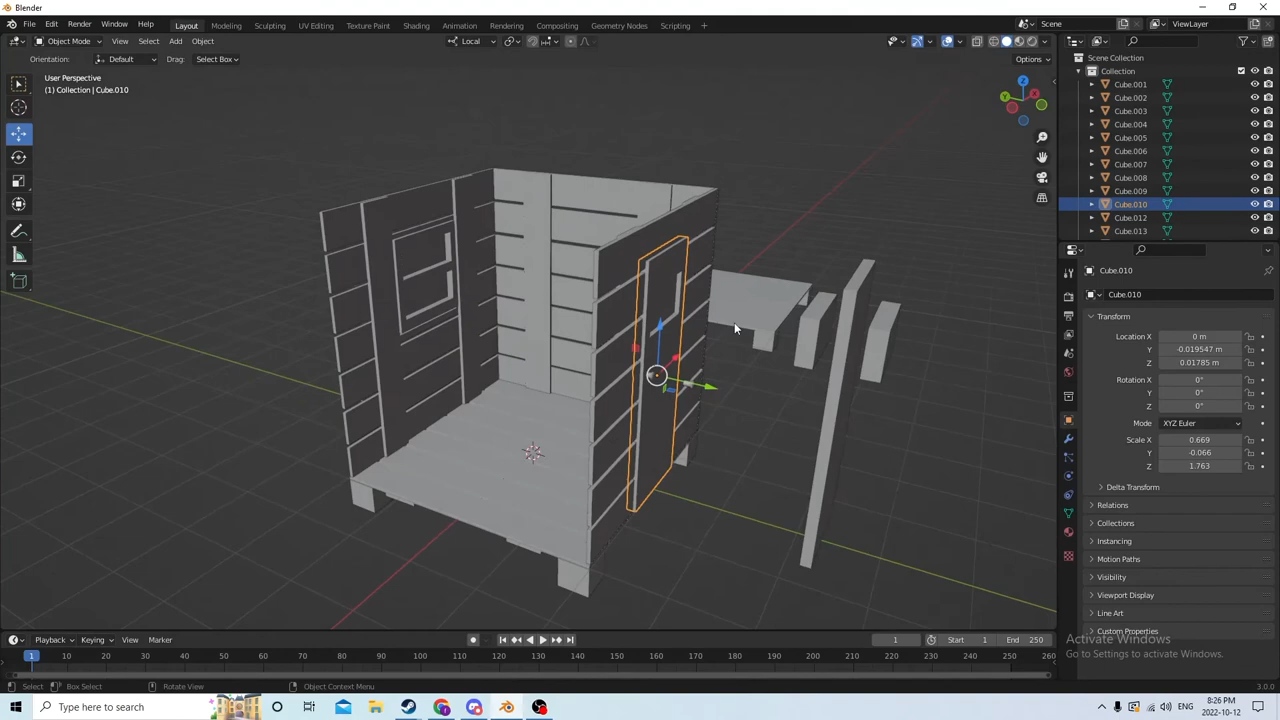 Blender
File Edit Render Window Help Layout Modeling Sculpting UV Editing Texture Paint Shading Animation Rendering Compositing Geometry Nodes Scripting + Scene ViewLayer
Object Mode View Select Add Object Local
Orientation: Default Drag: Select Box Options
User Perspective
(1) Collection | Cube.010
Z
Y
X
Scene Collection
Collection
Cube.001
Cube.002
Cube.003
Cube.004
Cube.005
Cube.006
Cube.007
Cube.008
Cube.009
Cube.010
Cube.012
Cube.013
Cube.010
Cube.010
Transform
Location X 0 m
Y -0.019547 m
Z 0.01785 m
Rotation X 0°
Y 0°
Z 0°
Mode XYZ Euler
Scale X 0.669
Y -0.066
Z 1.763
Delta Transform
Relations
Collections
Instancing
Motion Paths
Visibility
Viewport Display
Line Art
Custom Properties
Activate Windows
Go to Settings to activate Windows.
Playback Keying View Marker 1 Start 1 End 250
1 10 20 30 40 50 60 70 80 90 100 110 120 130 140 150 160 170 180 190 200 210 220 230 240 250 260
Select Box Select Rotate View Object Context Menu 3.0.0
Type here to search
ENG
8:26 PM
2022-10-12